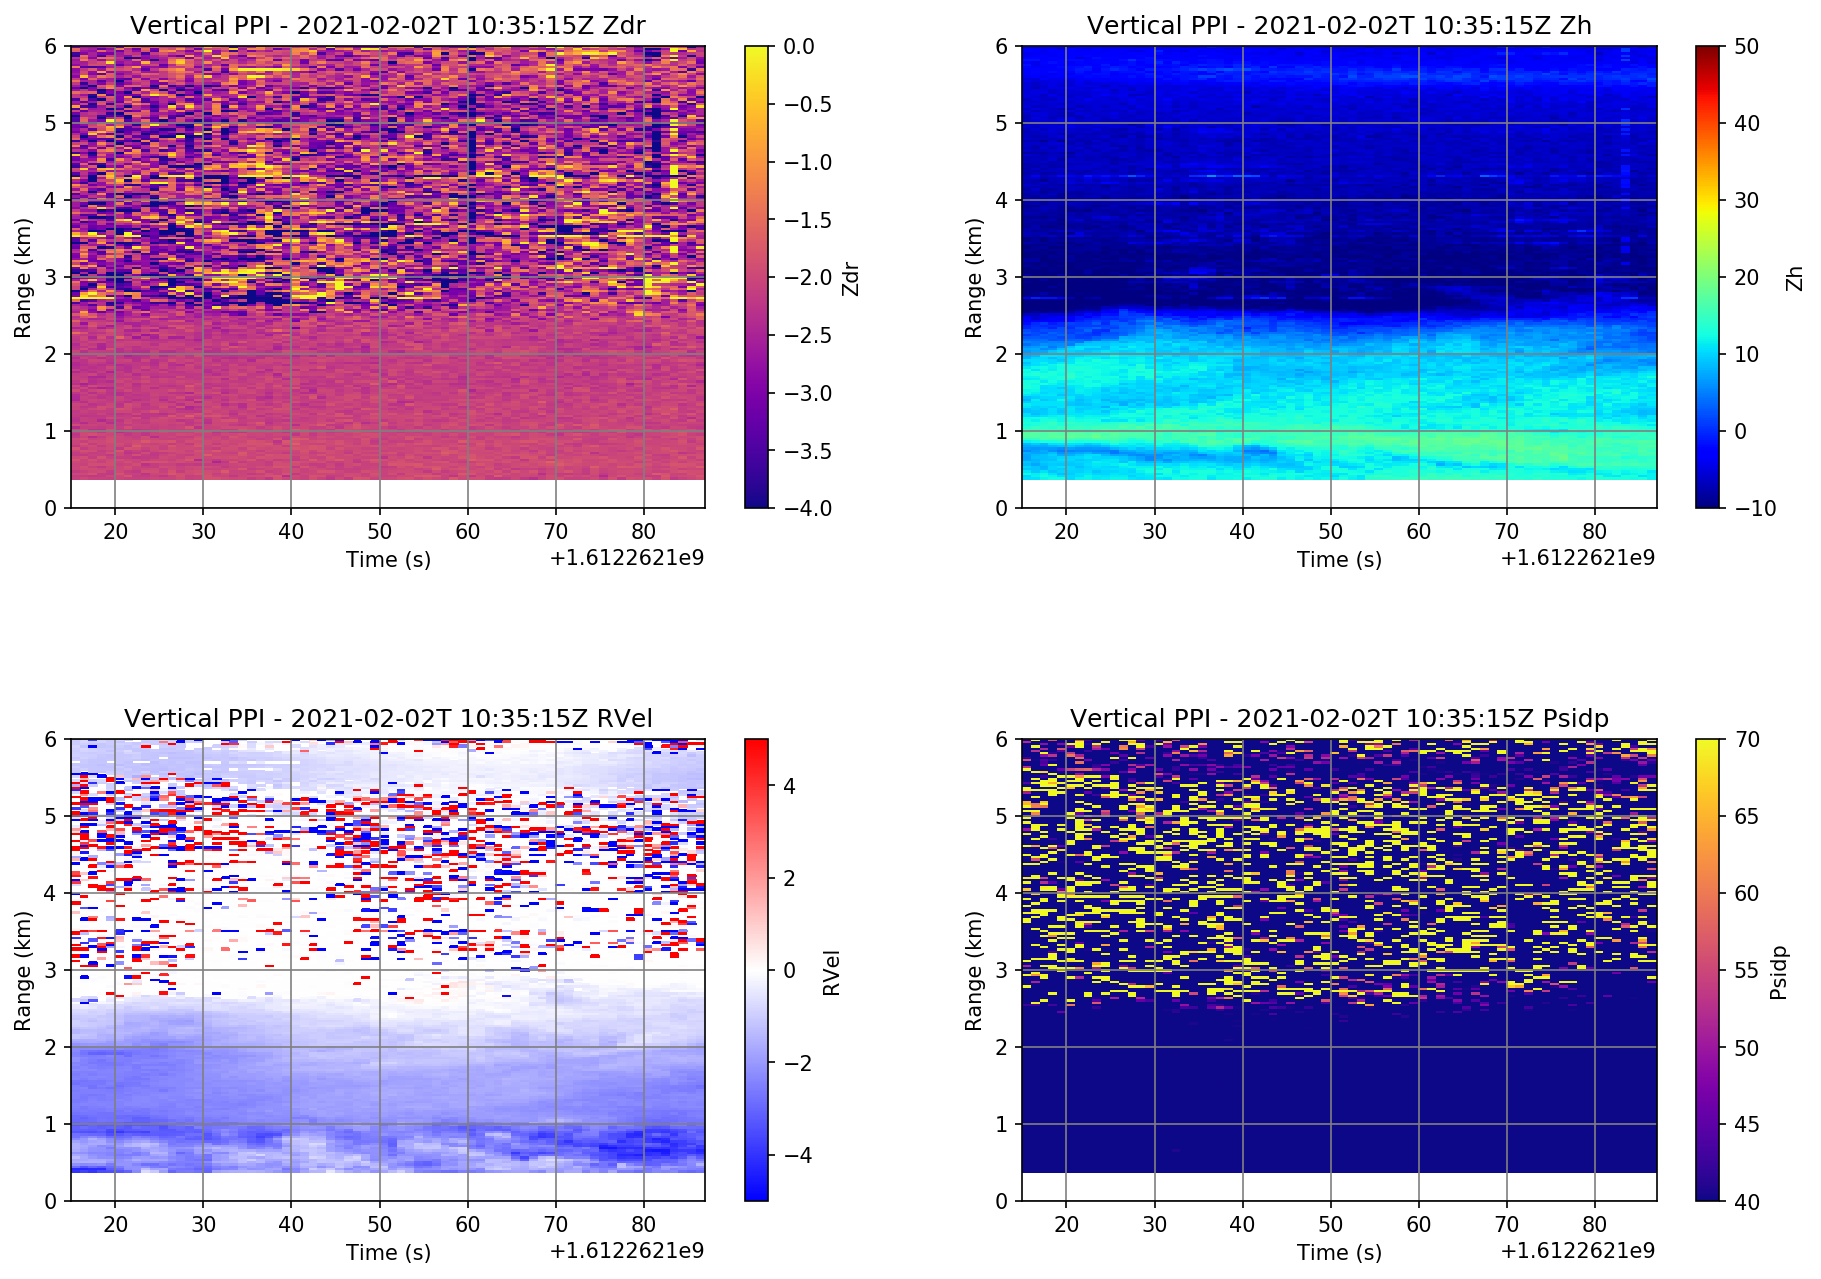 Vertical PPI - 2021-02-02T 10:35:15Z Zdr
6
5
4
3
2
1
0
Range (km)
20 30 40 50 60 70 80
Time (s)
+1.6122621e9
0.0
−0.5
−1.0
−1.5
−2.0
−2.5
−3.0
−3.5
−4.0
Zdr
Vertical PPI - 2021-02-02T 10:35:15Z Zh
6
5
4
3
2
1
0
Range (km)
20 30 40 50 60 70 80
Time (s)
+1.6122621e9
50
40
30
20
10
0
−10
Zh
Vertical PPI - 2021-02-02T 10:35:15Z RVel
6
5
4
3
2
1
0
Range (km)
20 30 40 50 60 70 80
Time (s)
+1.6122621e9
4
2
0
−2
−4
RVel
Vertical PPI - 2021-02-02T 10:35:15Z Psidp
6
5
4
3
2
1
0
Range (km)
20 30 40 50 60 70 80
Time (s)
+1.6122621e9
70
65
60
55
50
45
40
Psidp